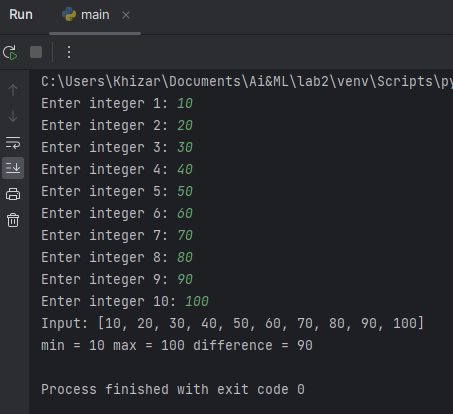 Run main
C:\Users\Khizar\Documents\Ai&ML\lab2\venv\Scripts\py
Enter integer 1: 10
Enter integer 2: 20
Enter integer 3: 30
Enter integer 4: 40
Enter integer 5: 50
Enter integer 6: 60
Enter integer 7: 70
Enter integer 8: 80
Enter integer 9: 90
Enter integer 10: 100
Input: [10, 20, 30, 40, 50, 60, 70, 80, 90, 100]
min = 10 max = 100 difference = 90
Process finished with exit code 0